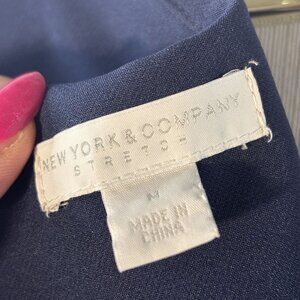 NEW YORK & COMPANY
STRETCH
M
MADE IN
CHINA